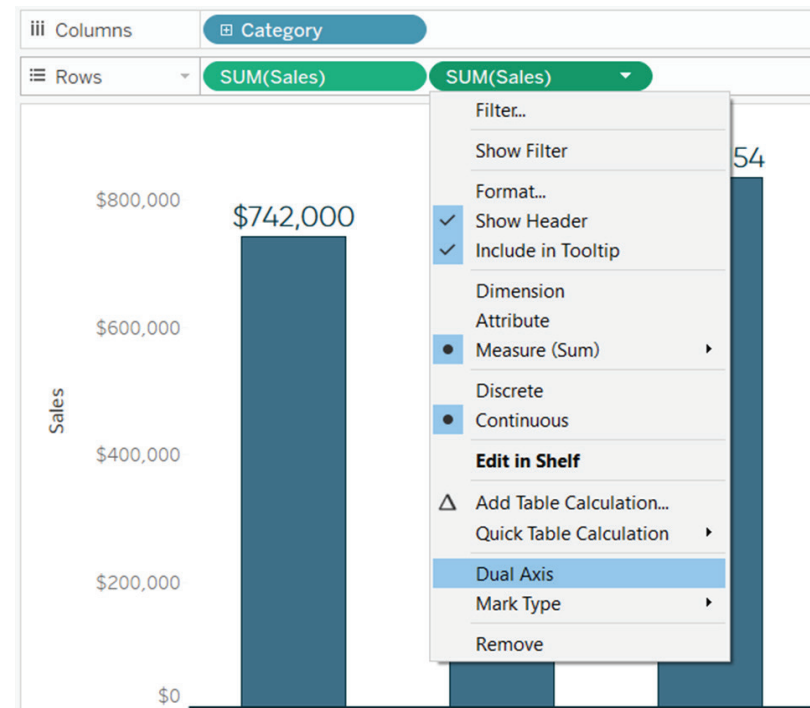 iii Columns
⊞ Category
Rows
SUM(Sales)
SUM(Sales)
Filter...
Show Filter
54
Format...
$800,000
$742,000
Show Header
Include in Tooltip
Dimension
Attribute
$600,000
Measure (Sum)
Discrete
Continuous
Sales
$400,000
Edit in Shelf
Add Table Calculation...
Quick Table Calculation
Dual Axis
$200,000
Mark Type
Remove
$0